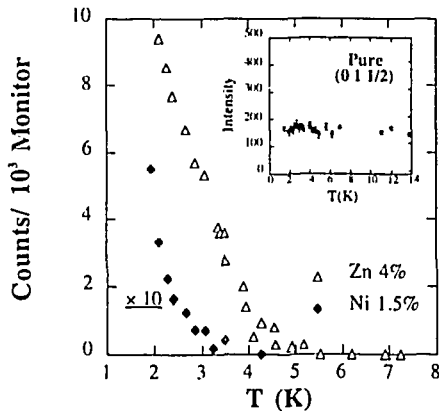 Counts/ 10³ Monitor
10
8
6
4
2
0
× 10
Intensity
500
400
300
200
100
0
Pure
(0 1 1/2)
0 2 4 6 8 10 12 14
T(K)
Zn 4%
Ni 1.5%
1 2 3 4 5 6 7 8
T (K)